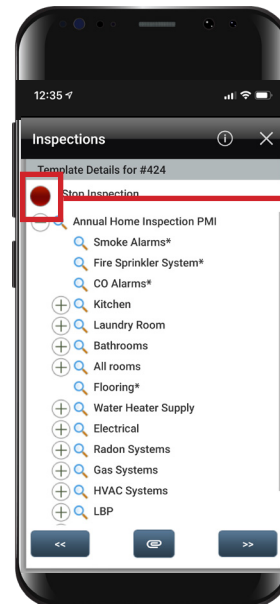 12:35
Inspections
Template Details for #424
Stop Inspection
Annual Home Inspection PMI
Smoke Alarms*
Fire Sprinkler System*
CO Alarms*
Kitchen
Laundry Room
Bathrooms
All rooms
Flooring*
Water Heater Supply
Electrical
Radon Systems
Gas Systems
HVAC Systems
LBP
<< >>